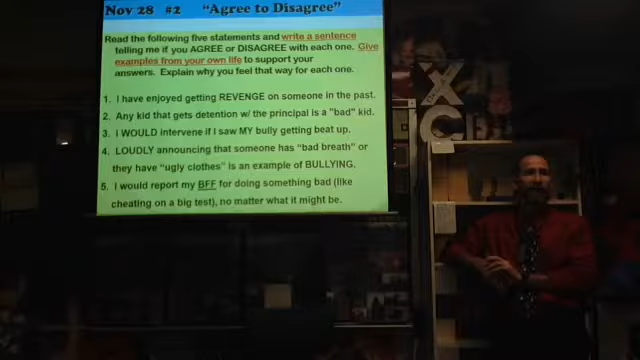 Nov 28 #2 “Agree to Disagree”
Read the following five statements and write a sentence
telling me if you AGREE or DISAGREE with each one. Give
examples from your own life to support your
answers. Explain why you feel that way for each one.
1. I have enjoyed getting REVENGE on someone in the past.
2. Any kid that gets detention w/ the principal is a "bad" kid.
3. I WOULD intervene if I saw MY bully getting beat up.
4. LOUDLY announcing that someone has “bad breath” or
they have “ugly clothes” is an example of BULLYING.
5. I would report my BFF for doing something bad (like
cheating on a big test), no matter what it might be.